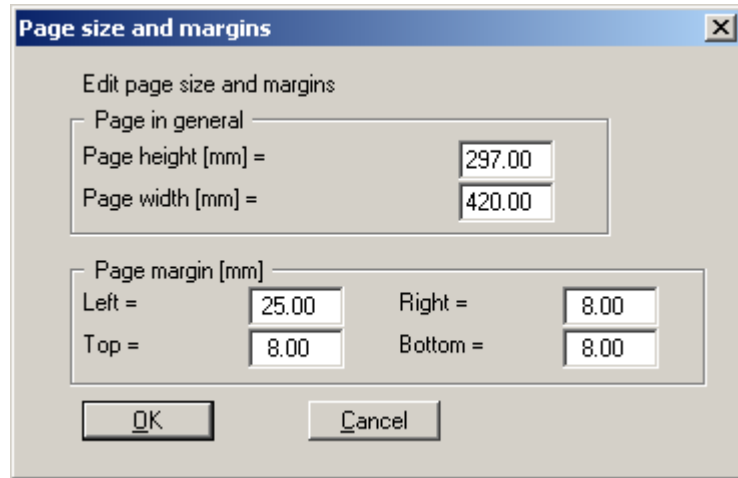 Page size and margins
Edit page size and margins
Page in general
Page height [mm] = 297.00
Page width [mm] = 420.00
Page margin [mm]
Left = 25.00 Right = 8.00
Top = 8.00 Bottom = 8.00
OK Cancel